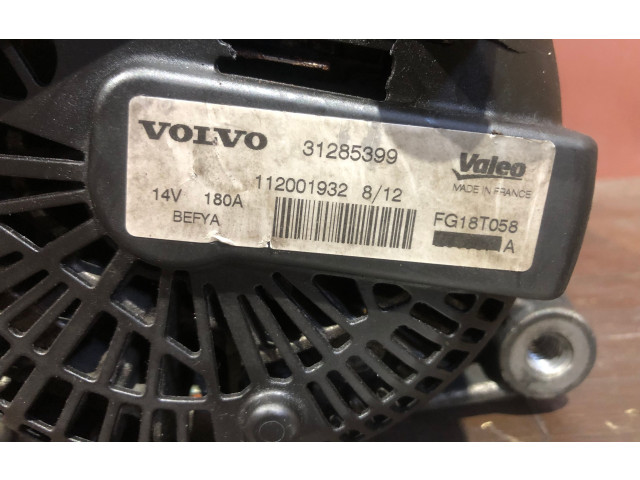 VOLVO 31285399 Valeo
MADE IN FRANCE
14V 180A 112001932 8/12
BEFYA FG18T058
A